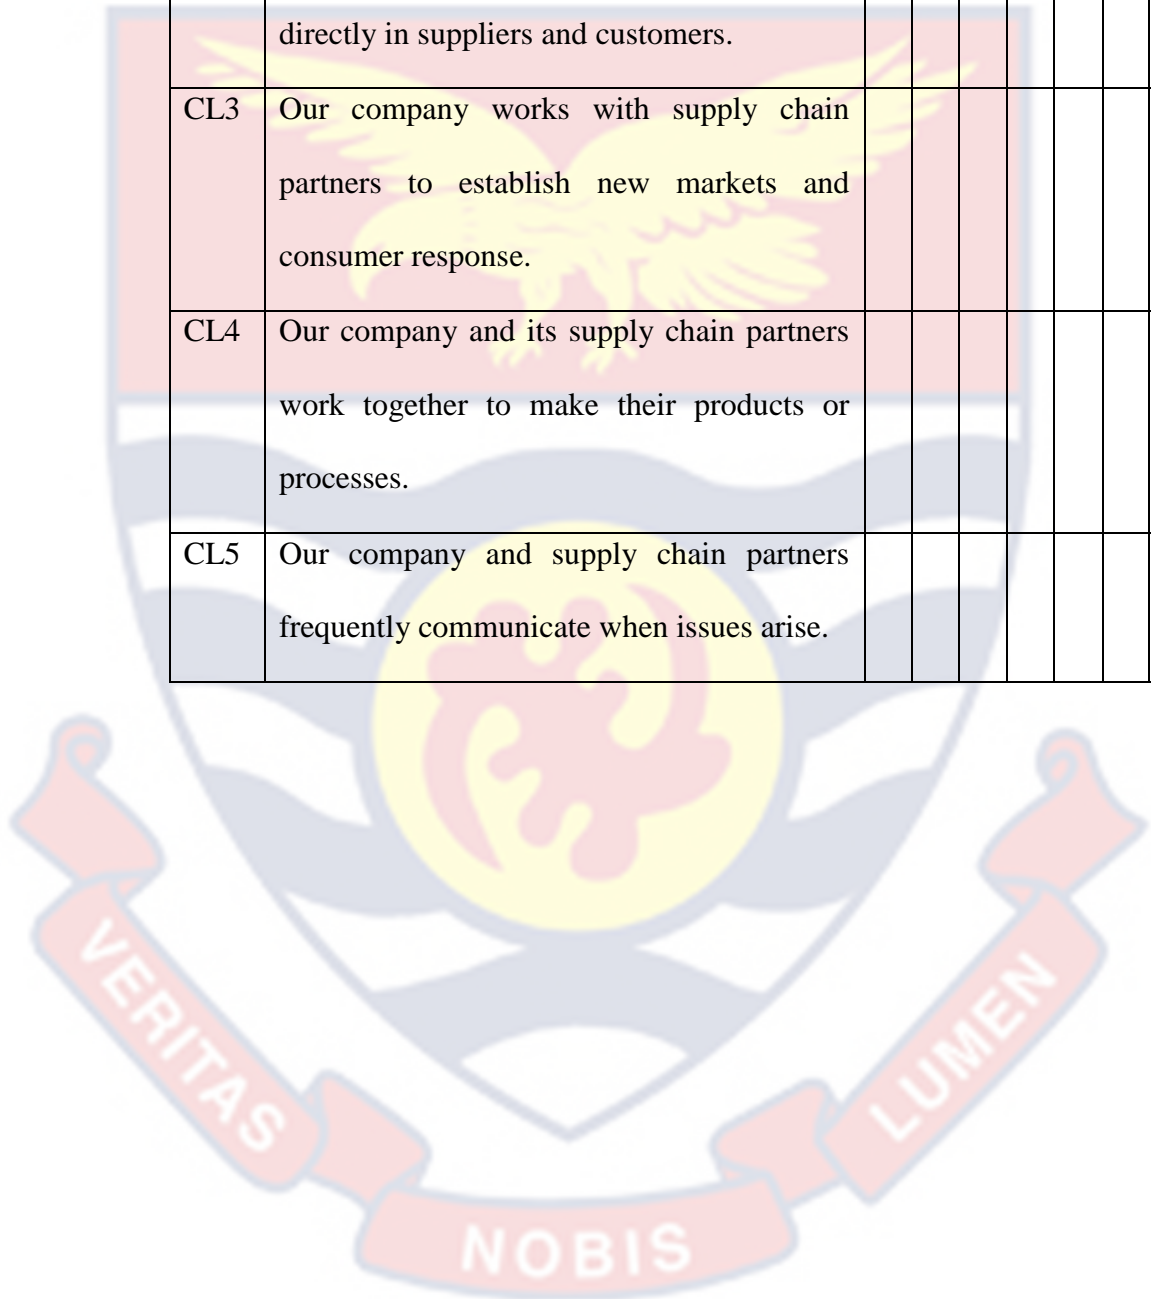 directly in suppliers and customers.
CL3 Our company works with supply chain
partners to establish new markets and
consumer response.
CL4 Our company and its supply chain partners
work together to make their products or
processes.
CL5 Our company and supply chain partners
frequently communicate when issues arise.
VERITAS
NOBIS
LUMEN